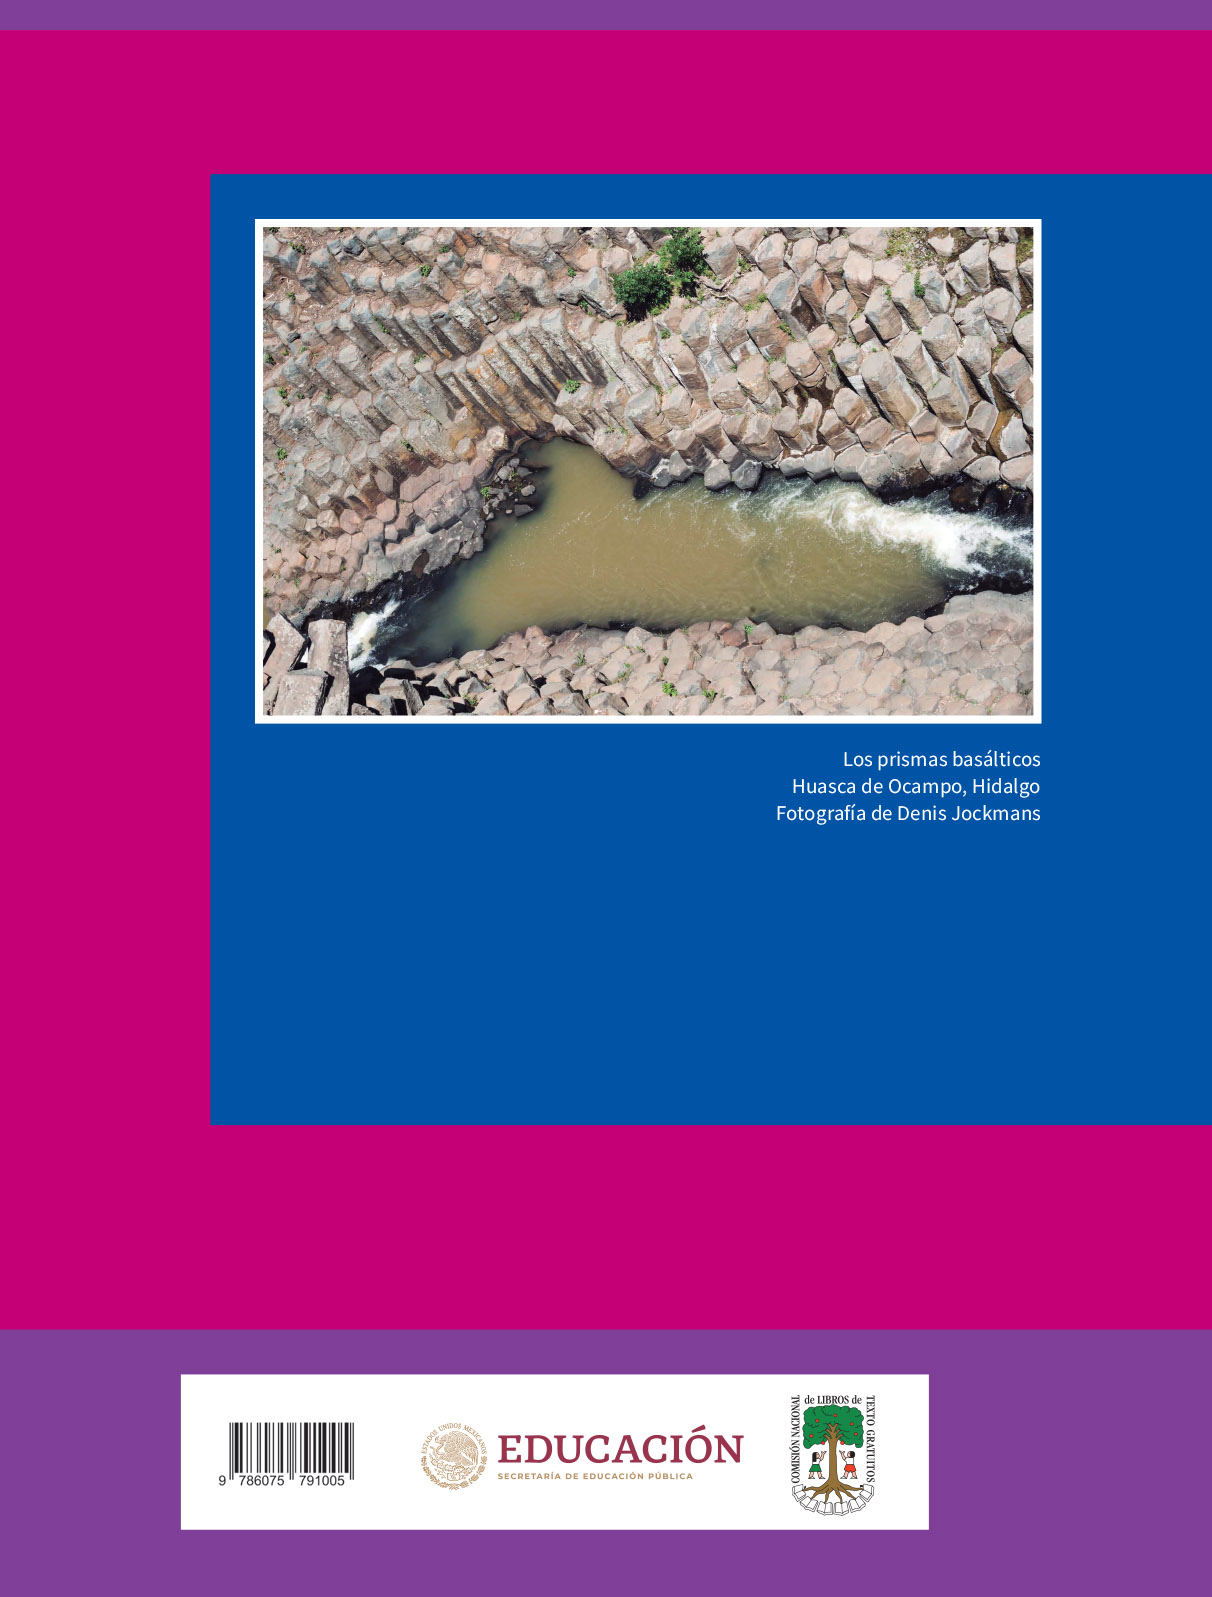 Los prismas basálticos
Huasca de Ocampo, Hidalgo
Fotografía de Denis Jockmans
9 786075 791005
ESTADOS UNIDOS MEXICANOS
EDUCACIÓN
SECRETARÍA DE EDUCACIÓN PÚBLICA
COMISIÓN NACIONAL de LIBROS de TEXTO GRATUITOS